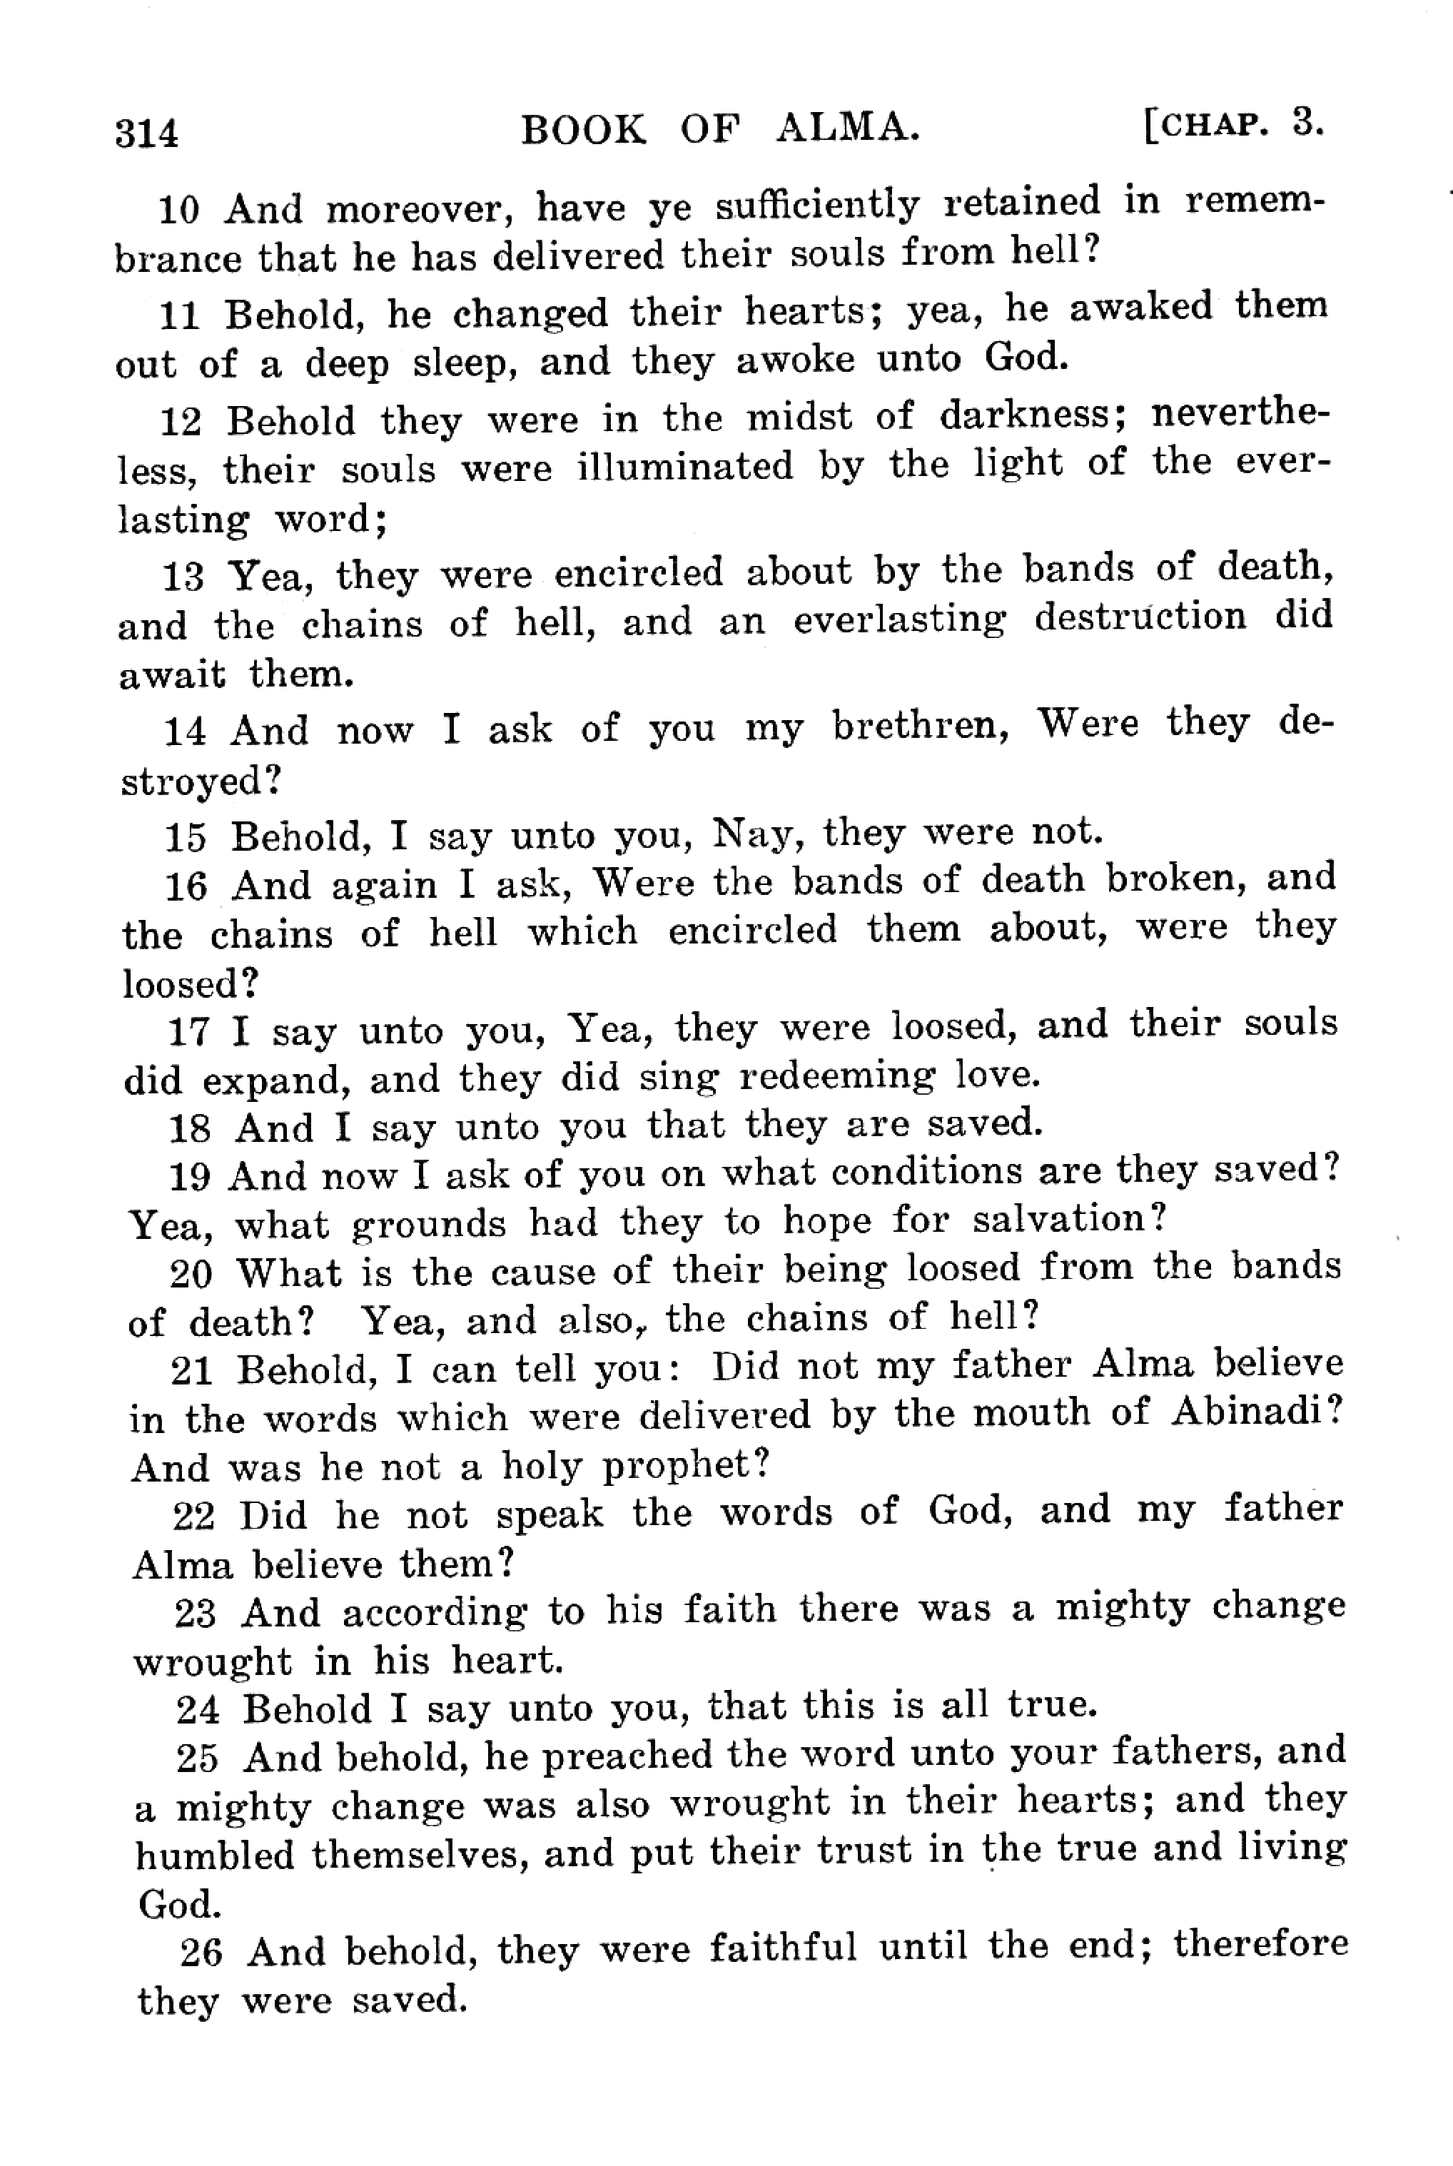 314 BOOK OF ALMA. [CHAP. 3.
10 And moreover, have ye sufficiently retained in remem-
brance that he has delivered their souls from hell?
11 Behold, he changed their hearts; yea, he awaked them
out of a deep sleep, and they awoke unto God.
12 Behold they were in the midst of darkness; neverthe-
less, their souls were illuminated by the light of the ever-
lasting word;
13 Yea, they were encircled about by the bands of death,
and the chains of hell, and an everlasting destruction did
await them.
14 And now I ask of you my brethren, Were they de-
stroyed?
15 Behold, I say unto you, Nay, they were not.
16 And again I ask, Were the bands of death broken, and
the chains of hell which encircled them about, were they
loosed?
17 I say unto you, Yea, they were loosed, and their souls
did expand, and they did sing redeeming love.
18 And I say unto you that they are saved.
19 And now I ask of you on what conditions are they saved?
Yea, what grounds had they to hope for salvation?
20 What is the cause of their being loosed from the bands
of death? Yea, and also, the chains of hell?
21 Behold, I can tell you: Did not my father Alma believe
in the words which were delivered by the mouth of Abinadi?
And was he not a holy prophet?
22 Did he not speak the words of God, and my father
Alma believe them?
23 And according to his faith there was a mighty change
wrought in his heart.
24 Behold I say unto you, that this is all true.
25 And behold, he preached the word unto your fathers, and
a mighty change was also wrought in their hearts; and they
humbled themselves, and put their trust in the true and living
God.
26 And behold, they were faithful until the end; therefore
they were saved.